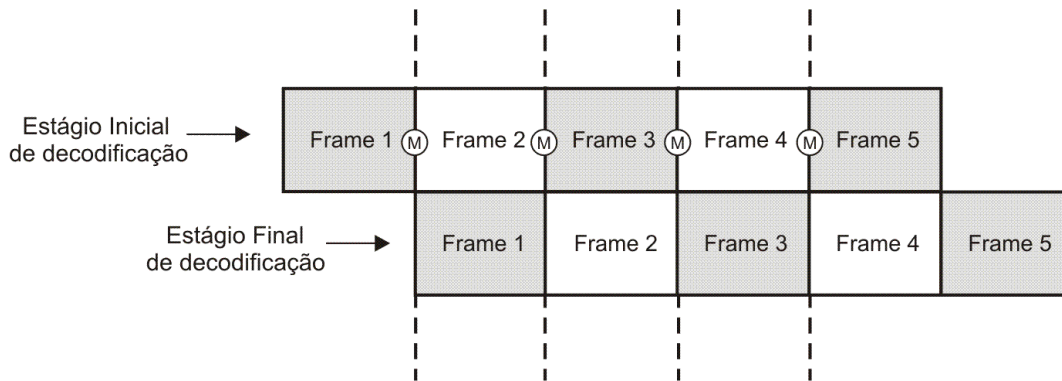 Estágio Inicial
de decodificação
Frame 1 M Frame 2 M Frame 3 M Frame 4 M Frame 5
Estágio Final
de decodificação
Frame 1 Frame 2 Frame 3 Frame 4 Frame 5